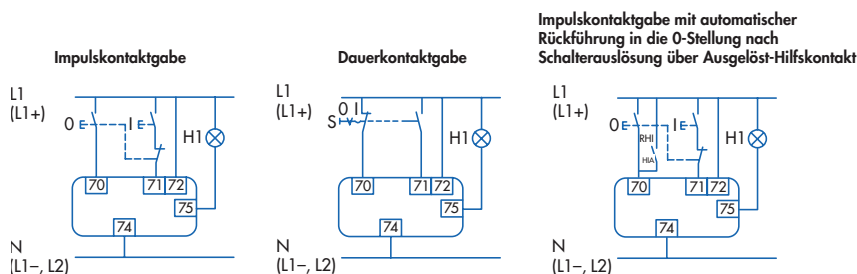 Impulskontaktgabe
L1
(L1+)
0 I
H1
70 71 72
75
74
N
(L1–, L2)
Dauerkontaktgabe
L1
(L1+)
0 I
S
H1
70 71 72
75
74
N
(L1–, L2)
Impulskontaktgabe mit automatischer
Rückführung in die 0-Stellung nach
Schalterauslösung über Ausgelöst-Hilfskontakt
L1
(L1+)
0 I
RHI
HIA
H1
70 71 72
75
74
N
(L1–, L2)